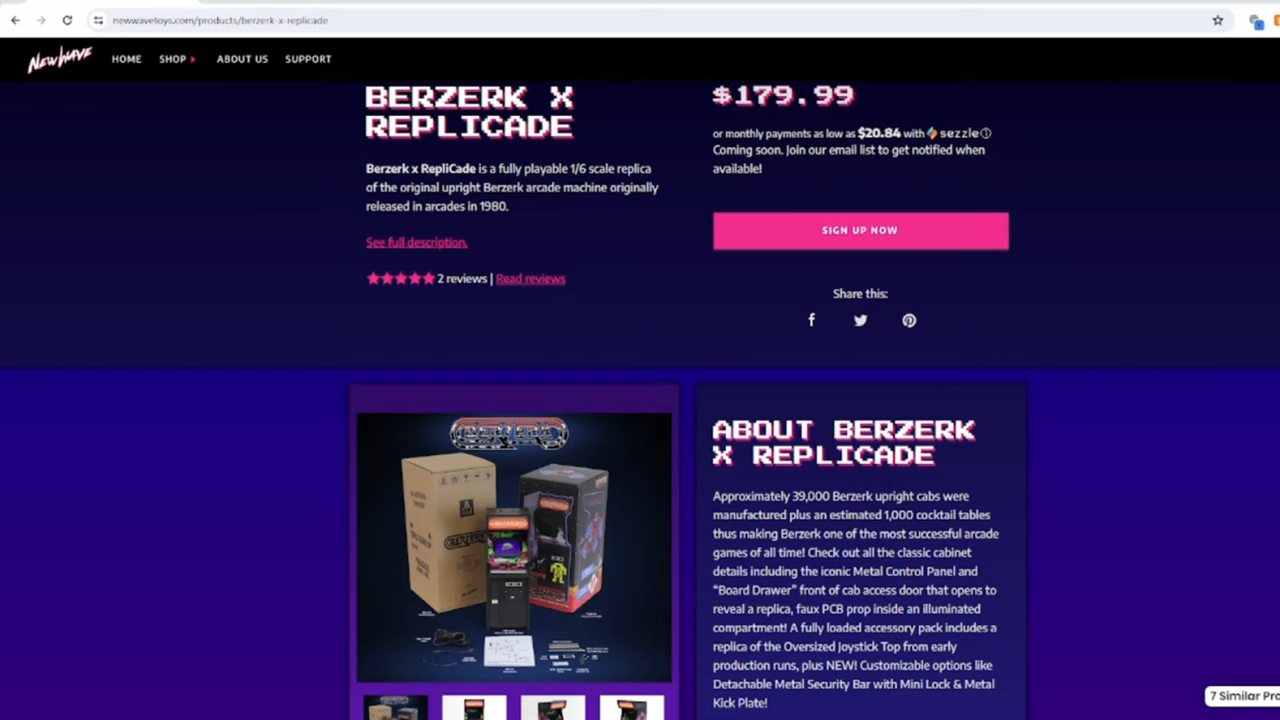 newwavetoys.com/products/berzerk-x-replicade
NEW WAVE
HOME SHOP ABOUT US SUPPORT
BERZERK X
REPLICADE
Berzerk x RepliCade is a fully playable 1/6 scale replica
of the original upright Berzerk arcade machine originally
released in arcades in 1980.
See full description.
2 reviews | Read reviews
$179.99
or monthly payments as low as $20.84 with sezzle
Coming soon. Join our email list to get notified when
available!
SIGN UP NOW
Share this:
BERZERK
ABOUT BERZERK
X REPLICADE
Approximately 39,000 Berzerk upright cabs were
manufactured plus an estimated 1,000 cocktail tables
thus making Berzerk one of the most successful arcade
games of all time! Check out all the classic cabinet
details including the iconic Metal Control Panel and
“Board Drawer” front of cab access door that opens to
reveal a replica, faux PCB prop inside an illuminated
compartment! A fully loaded accessory pack includes a
replica of the Oversized Joystick Top from early
production runs, plus NEW! Customizable options like
Detachable Metal Security Bar with Mini Lock & Metal
Kick Plate!
7 Similar Pro